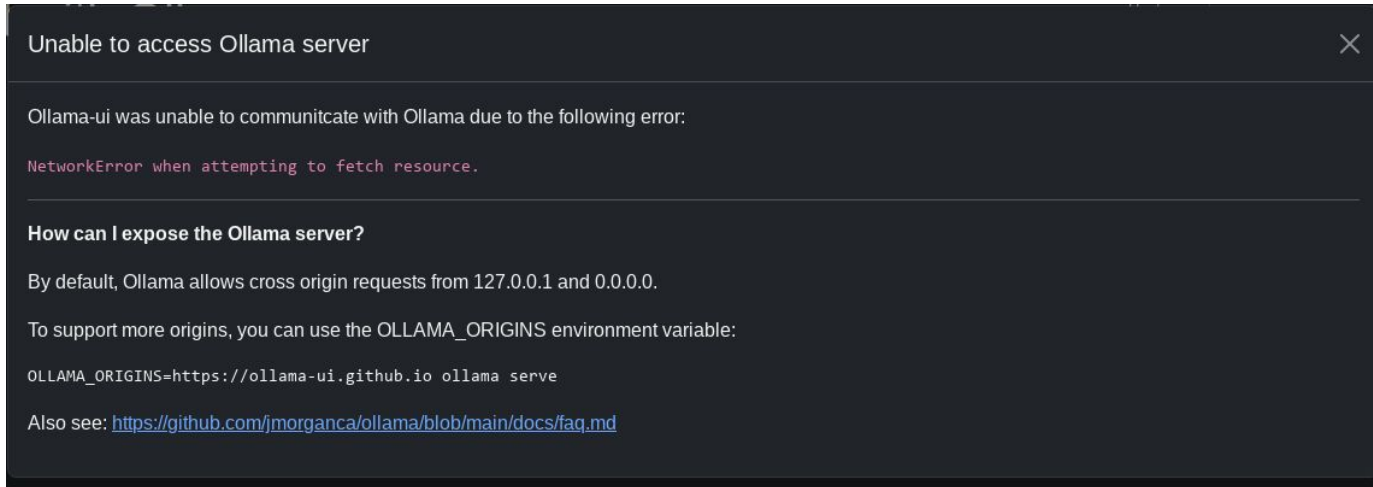 Unable to access Ollama server
Ollama-ui was unable to communitcate with Ollama due to the following error:
NetworkError when attempting to fetch resource.
How can I expose the Ollama server?
By default, Ollama allows cross origin requests from 127.0.0.1 and 0.0.0.0.
To support more origins, you can use the OLLAMA_ORIGINS environment variable:
OLLAMA_ORIGINS=https://ollama-ui.github.io ollama serve
Also see: https://github.com/jmorganca/ollama/blob/main/docs/faq.md